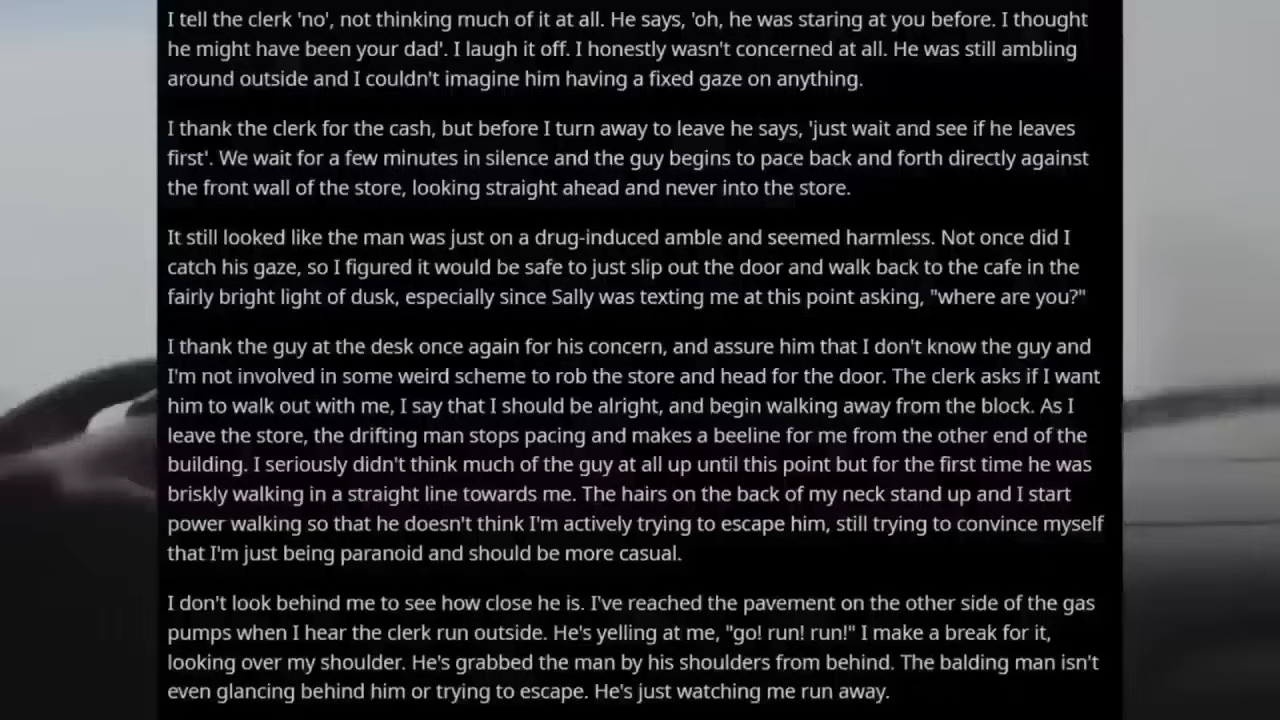 I tell the clerk 'no', not thinking much of it at all. He says, 'oh, he was staring at you before. I thought
he might have been your dad'. I laugh it off. I honestly wasn't concerned at all. He was still ambling
around outside and I couldn't imagine him having a fixed gaze on anything.
I thank the clerk for the cash, but before I turn away to leave he says, 'just wait and see if he leaves
first'. We wait for a few minutes in silence and the guy begins to pace back and forth directly against
the front wall of the store, looking straight ahead and never into the store.
It still looked like the man was just on a drug-induced amble and seemed harmless. Not once did I
catch his gaze, so I figured it would be safe to just slip out the door and walk back to the cafe in the
fairly bright light of dusk, especially since Sally was texting me at this point asking, "where are you?"
I thank the guy at the desk once again for his concern, and assure him that I don't know the guy and
I'm not involved in some weird scheme to rob the store and head for the door. The clerk asks if I want
him to walk out with me, I say that I should be alright, and begin walking away from the block. As I
leave the store, the drifting man stops pacing and makes a beeline for me from the other end of the
building. I seriously didn't think much of the guy at all up until this point but for the first time he was
briskly walking in a straight line towards me. The hairs on the back of my neck stand up and I start
power walking so that he doesn't think I'm actively trying to escape him, still trying to convince myself
that I'm just being paranoid and should be more casual.
I don't look behind me to see how close he is. I've reached the pavement on the other side of the gas
pumps when I hear the clerk run outside. He's yelling at me, "go! run! run!" I make a break for it,
looking over my shoulder. He's grabbed the man by his shoulders from behind. The balding man isn't
even glancing behind him or trying to escape. He's just watching me run away.